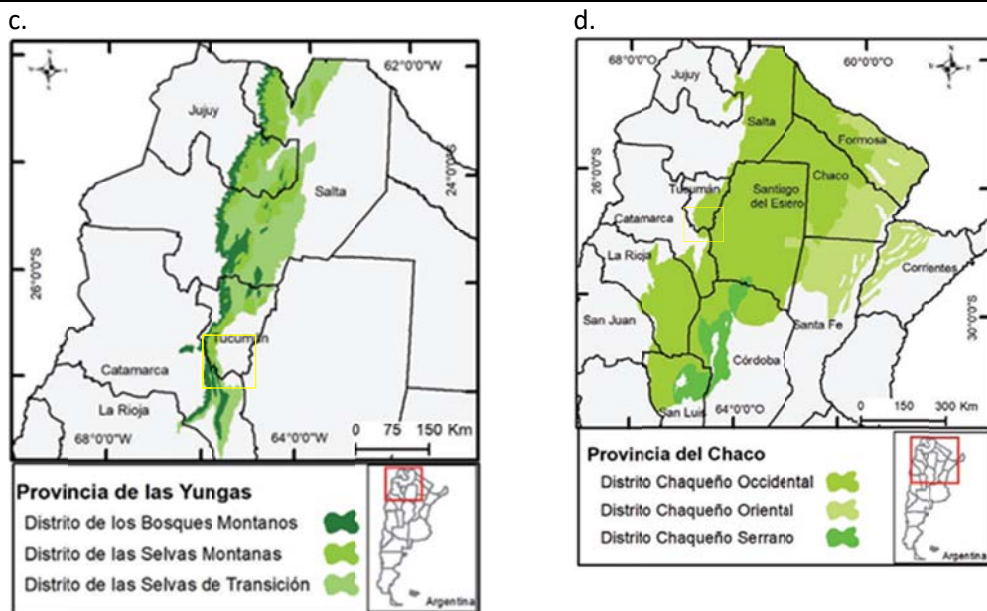 c.
62°0'0"W
Jujuy
Salta
24°0'0"S
26°0'0"S
Tucumán
Catamarca
La Rioja
68°0'0"W
64°0'0"W
0 75 150 Km
Provincia de las Yungas
Distrito de los Bosques Montanos
Distrito de las Selvas Montanas
Distrito de las Selvas de Transición
Argentina
d.
68°0'0"O
60°0'0"O
Jujuy
Salta
Formosa
26°0'0"S
Chaco
Tucumán
Santiago
del Esiero
Catamarca
La Rioja
Corrientes
San Juan
Santa Fe
30°0'0"S
Córdoba
San Luis
64°0'0"O
0 150 300 Km
Provincia del Chaco
Distrito Chaqueño Occidental
Distrito Chaqueño Oriental
Distrito Chaqueño Serrano
Argentina